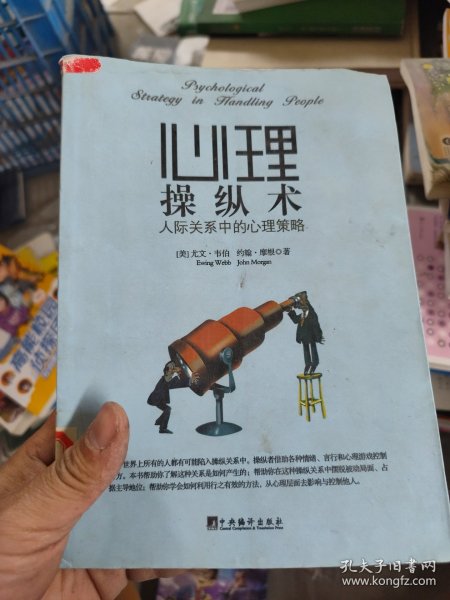 Psychological
Strategy in Handling People
心理
操纵术
人际关系中的心理策略
[美]尤文·韦伯 约翰·摩根◎著
Ewing Webb John Morgan
世界上所有的人都有可能陷入操纵关系中。操纵者借助各种情绪、言行和心理游戏控制
方。本书帮助你了解这种关系是如何产生的；帮助你在这种操纵关系中摆脱被动局面、占
据主导地位；帮助你学会如何利用行之有效的方法，从心理层面去影响与控制他人。
中央编译出版社
Central Compilation & Translation Press
孔夫子旧书网
www.kongfz.com